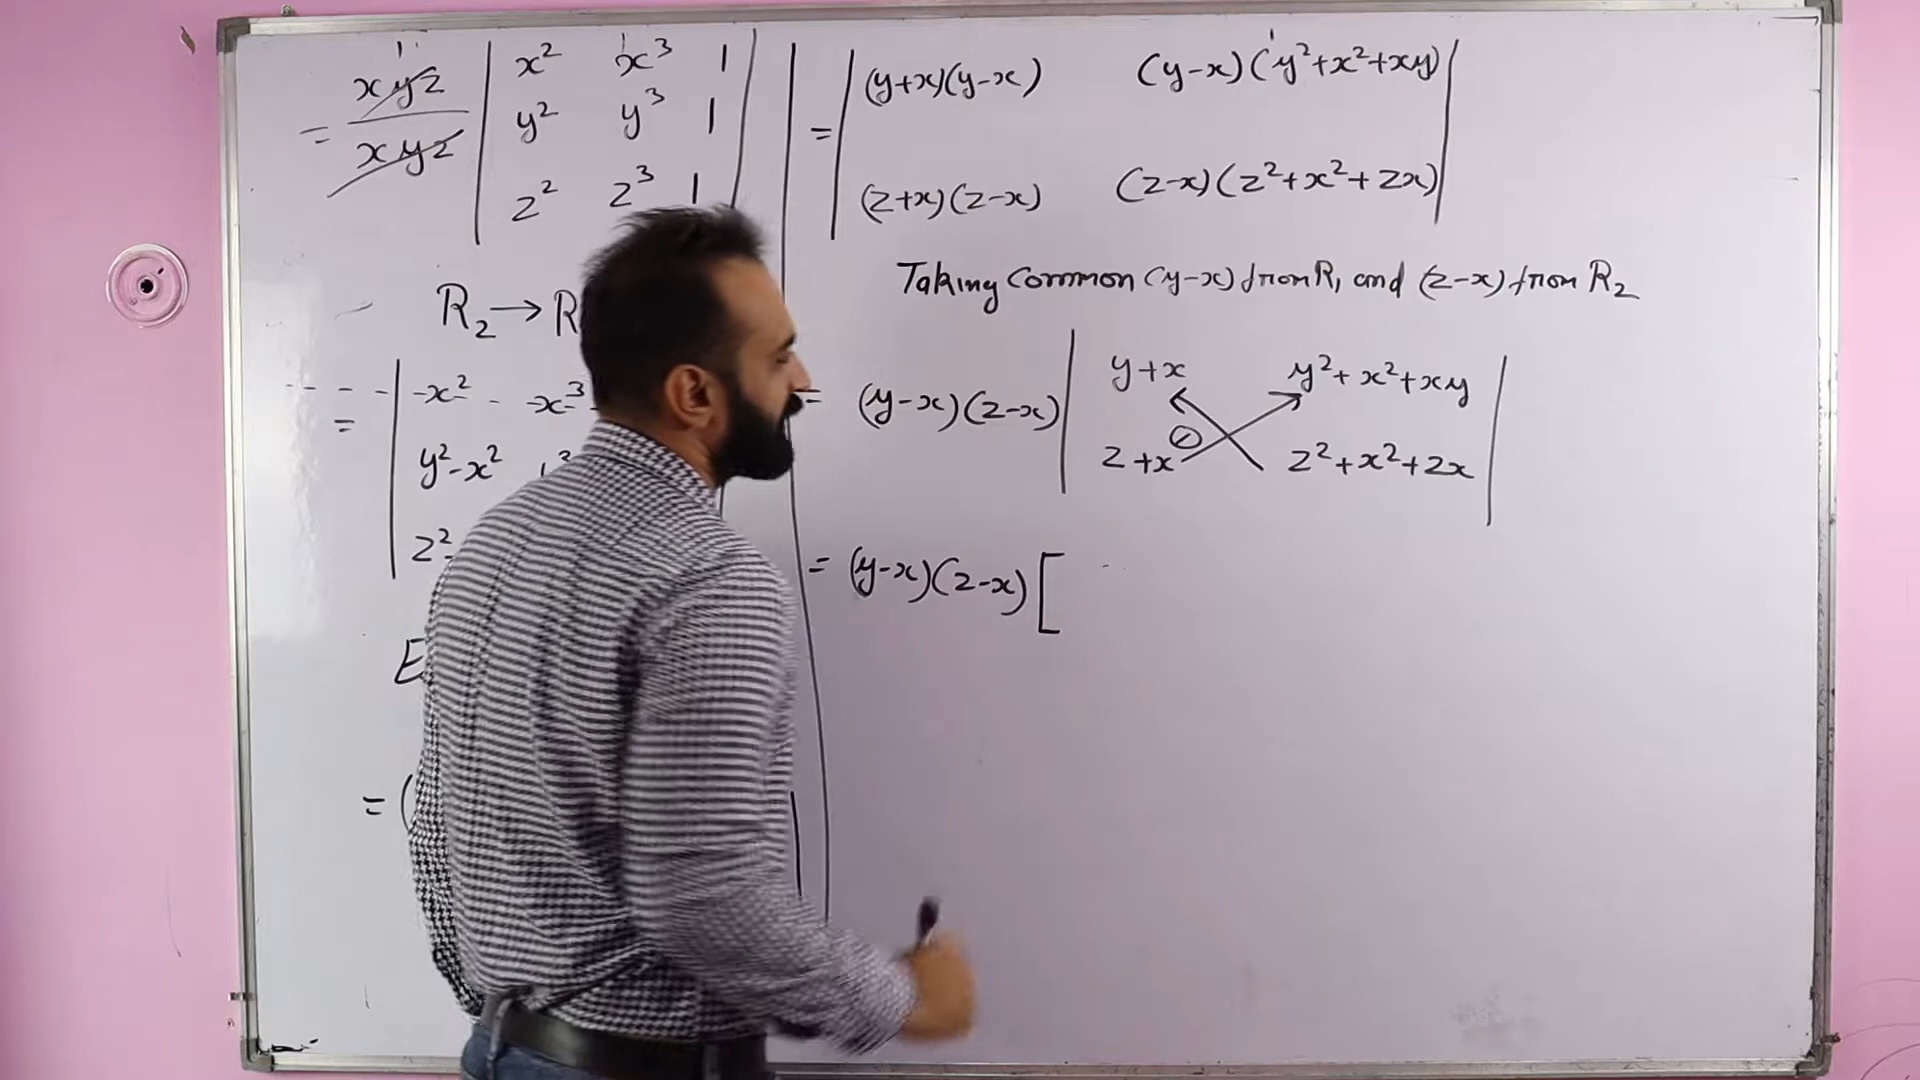 = xyz / xyz | x² x³ 1 |
y² y³ 1
z² z³ 1
R₂ → R
= | -x² -x³
y²-x²
z²-
E
= (
= | (y+x)(y-x) (y-x)(y²+x²+xy) |
(z+x)(z-x) (z-x)(z²+x²+zx)
Taking Common (y-x) from R₁ and (z-x) from R₂
= (y-x)(z-x) | y+x y²+x²+xy |
z+x z²+x²+zx
= (y-x)(z-x) [